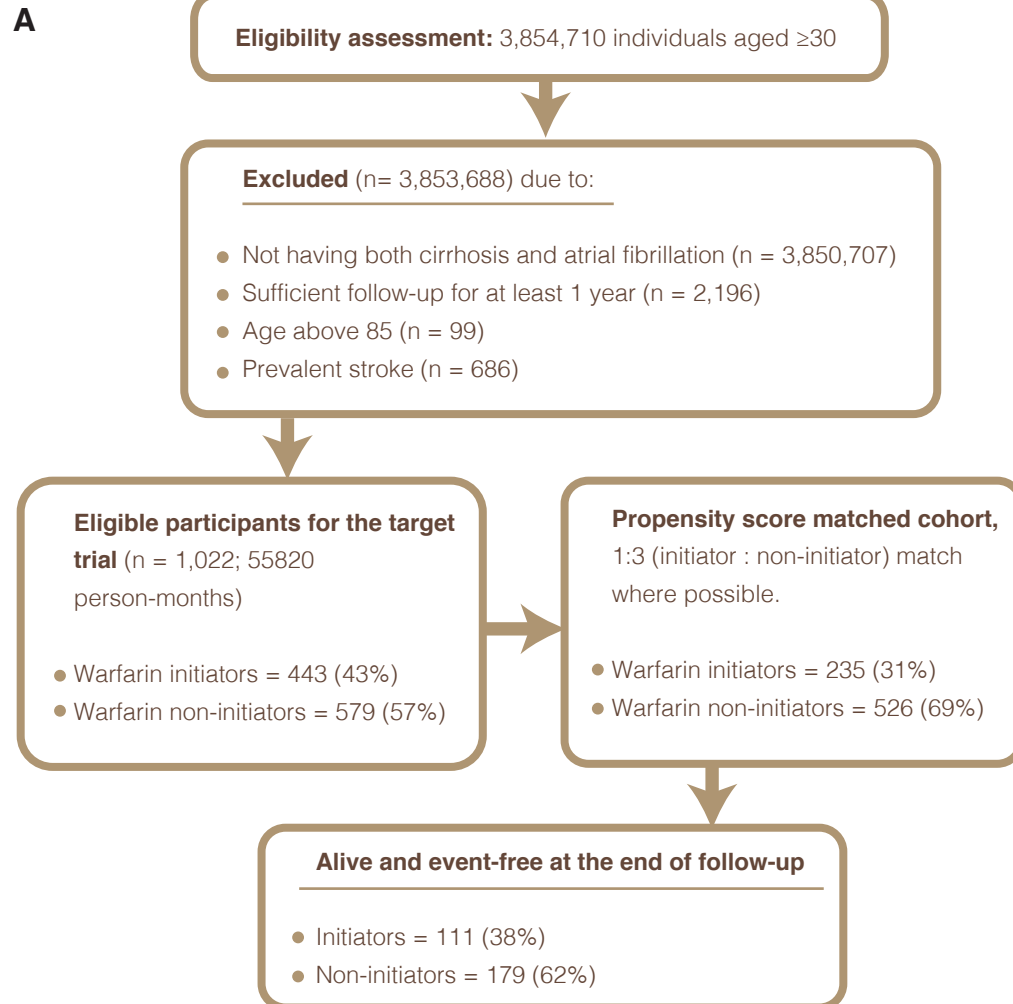 A
Eligibility assessment: 3,854,710 individuals aged ≥30
Excluded (n= 3,853,688) due to:
● Not having both cirrhosis and atrial fibrillation (n = 3,850,707)
● Sufficient follow-up for at least 1 year (n = 2,196)
● Age above 85 (n = 99)
● Prevalent stroke (n = 686)
Eligible participants for the target
trial (n = 1,022; 55820
person-months)
● Warfarin initiators = 443 (43%)
● Warfarin non-initiators = 579 (57%)
Propensity score matched cohort,
1:3 (initiator : non-initiator) match
where possible.
● Warfarin initiators = 235 (31%)
● Warfarin non-initiators = 526 (69%)
Alive and event-free at the end of follow-up
● Initiators = 111 (38%)
● Non-initiators = 179 (62%)